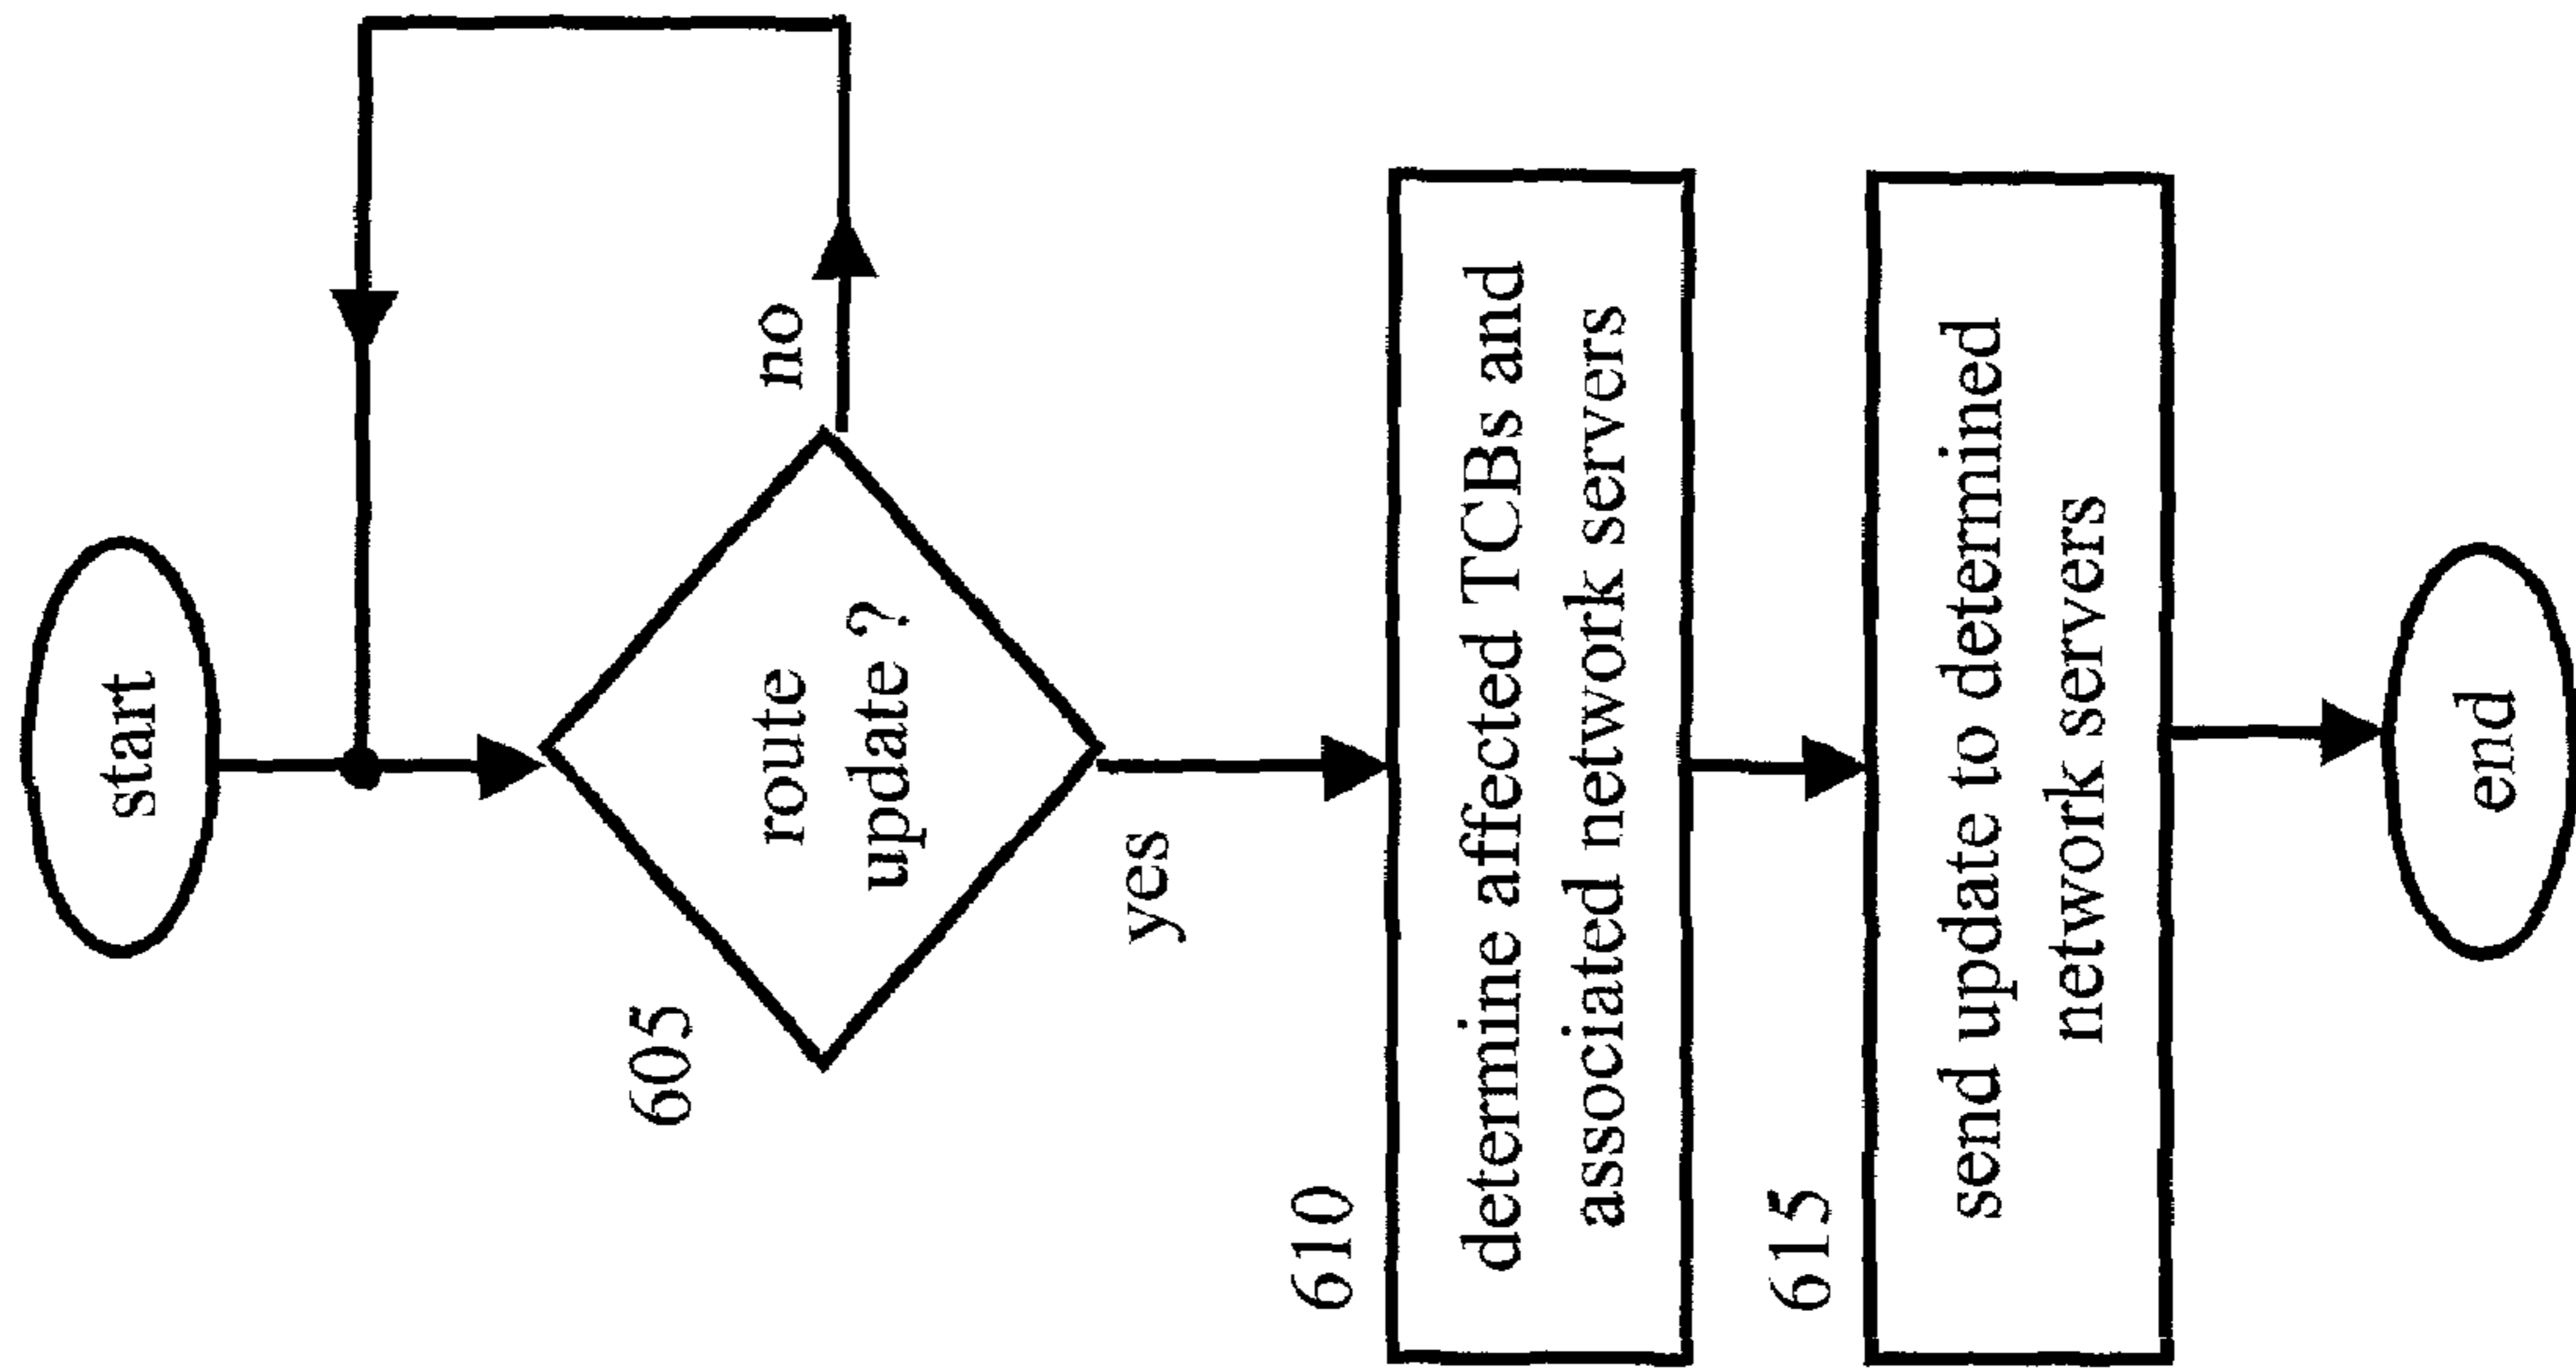 start
605
route
update ?
no
yes
610
determine affected TCBs and
associated network servers
615
send update to determined
network servers
end